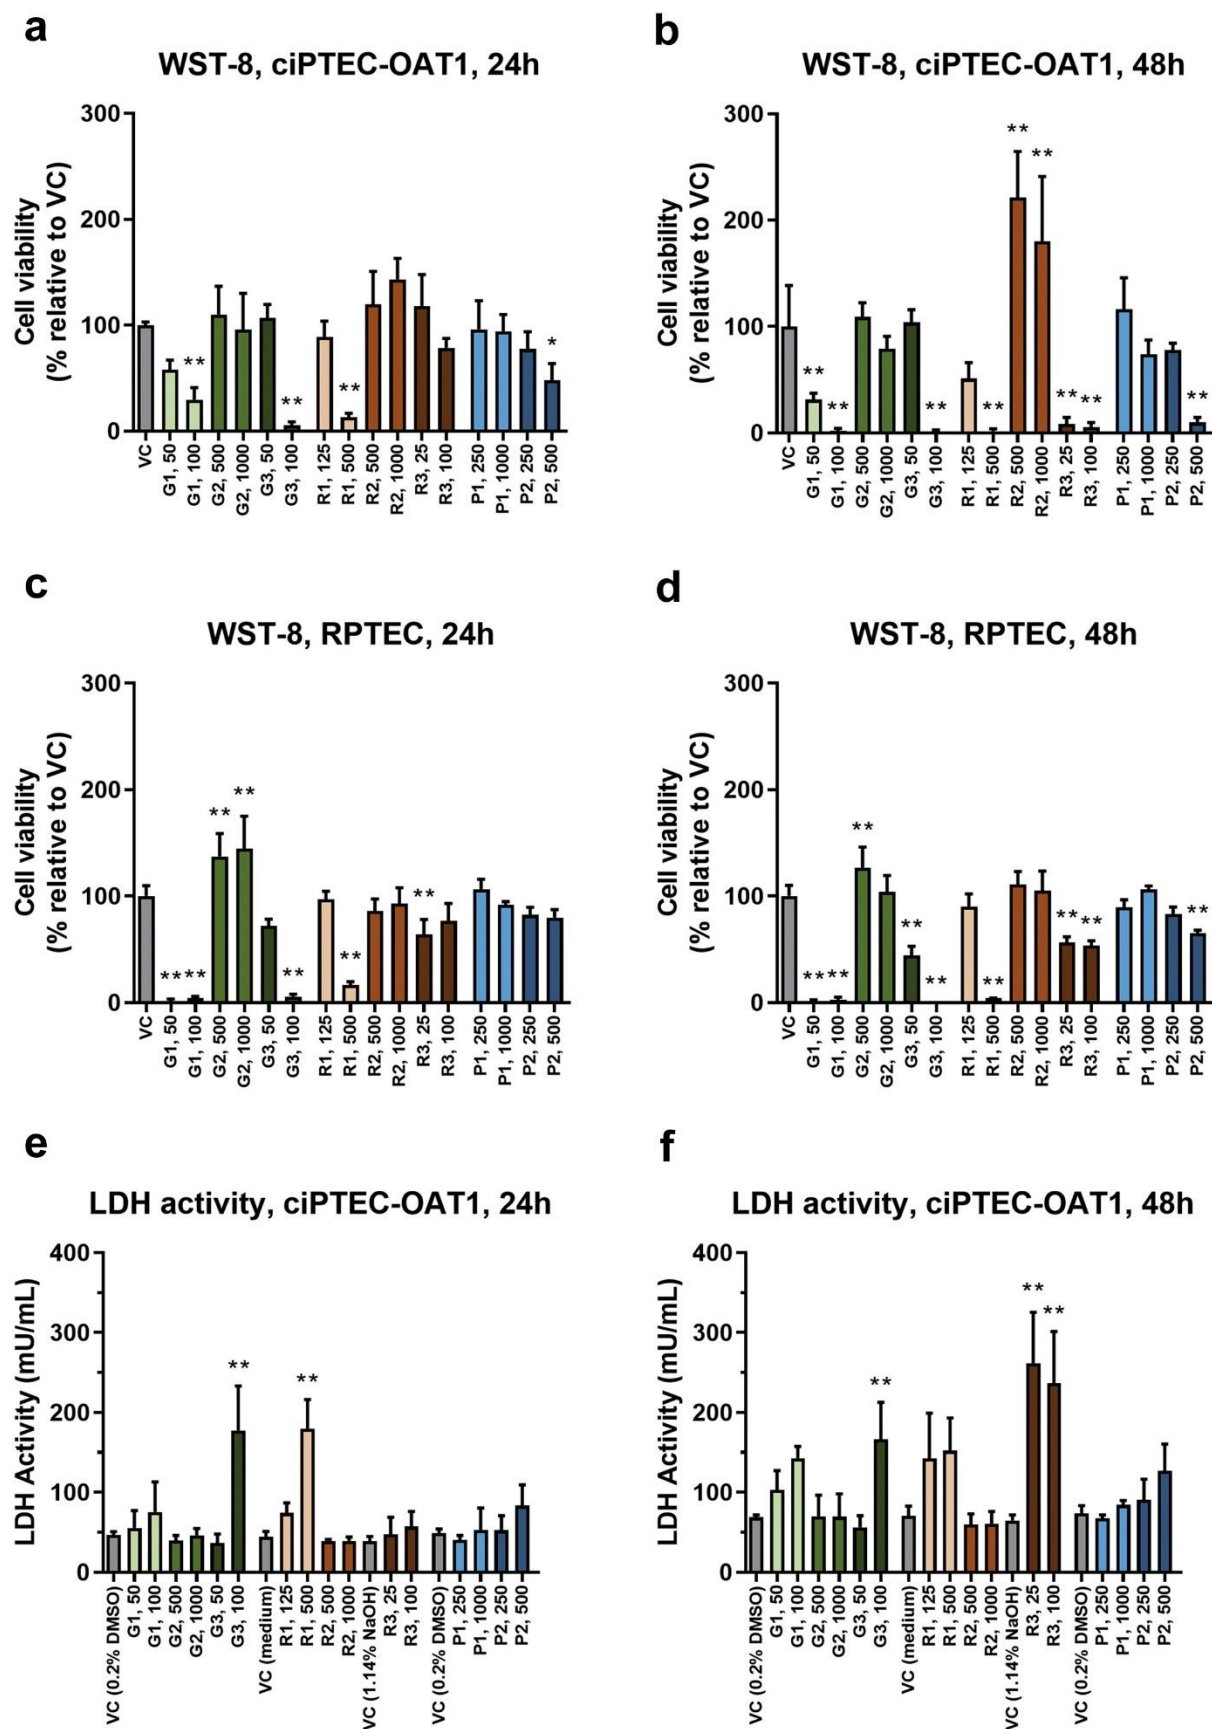 a
WST-8, ciPTEC-OAT1, 24h
Cell viability
(% relative to VC)
300
200
100
0
**
**
**
*
VC
G1, 50
G1, 100
G2, 500
G2, 1000
G3, 50
G3, 100
R1, 125
R1, 500
R2, 500
R2, 1000
R3, 25
R3, 100
P1, 250
P1, 1000
P2, 250
P2, 500
b
WST-8, ciPTEC-OAT1, 48h
Cell viability
(% relative to VC)
300
200
100
0
**
**
**
**
**
**
**
**
**
VC
G1, 50
G1, 100
G2, 500
G2, 1000
G3, 50
G3, 100
R1, 125
R1, 500
R2, 500
R2, 1000
R3, 25
R3, 100
P1, 250
P1, 1000
P2, 250
P2, 500
c
WST-8, RPTEC, 24h
Cell viability
(% relative to VC)
300
200
100
0
**
**
**
**
**
**
**
VC
G1, 50
G1, 100
G2, 500
G2, 1000
G3, 50
G3, 100
R1, 125
R1, 500
R2, 500
R2, 1000
R3, 25
R3, 100
P1, 250
P1, 1000
P2, 250
P2, 500
d
WST-8, RPTEC, 48h
Cell viability
(% relative to VC)
300
200
100
0
**
**
**
**
**
**
**
**
**
VC
G1, 50
G1, 100
G2, 500
G2, 1000
G3, 50
G3, 100
R1, 125
R1, 500
R2, 500
R2, 1000
R3, 25
R3, 100
P1, 250
P1, 1000
P2, 250
P2, 500
e
LDH activity, ciPTEC-OAT1, 24h
LDH Activity (mU/mL)
400
300
200
100
0
**
**
VC (0.2% DMSO)
G1, 50
G1, 100
G2, 500
G2, 1000
G3, 50
G3, 100
VC (medium)
R1, 125
R1, 500
R2, 500
R2, 1000
VC (1.14% NaOH)
R3, 25
R3, 100
VC (0.2% DMSO)
P1, 250
P1, 1000
P2, 250
P2, 500
f
LDH activity, ciPTEC-OAT1, 48h
LDH Activity (mU/mL)
400
300
200
100
0
**
**
**
VC (0.2% DMSO)
G1, 50
G1, 100
G2, 500
G2, 1000
G3, 50
G3, 100
VC (medium)
R1, 125
R1, 500
R2, 500
R2, 1000
VC (1.14% NaOH)
R3, 25
R3, 100
VC (0.2% DMSO)
P1, 250
P1, 1000
P2, 250
P2, 500